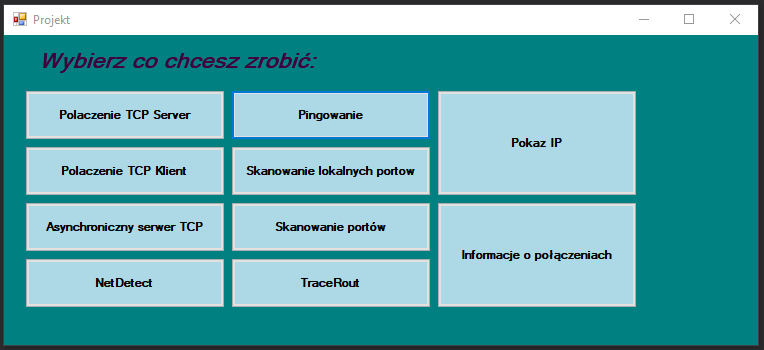 Projekt
Wybierz co chcesz zrobić:
Polaczenie TCP Server
Pingowanie
Pokaz IP
Polaczenie TCP Klient
Skanowanie lokalnych portow
Asynchroniczny serwer TCP
Skanowanie portów
Informacje o połączeniach
NetDetect
TraceRout